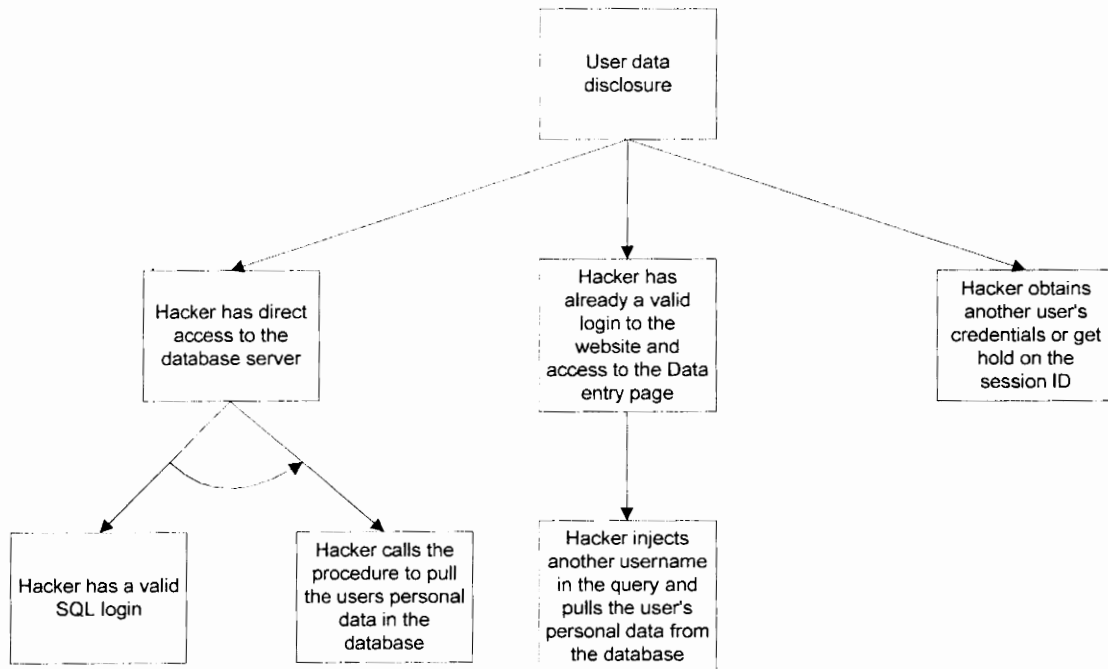 User data
disclosure
Hacker has direct
access to the
database server
Hacker has
already a valid
login to the
website and
access to the Data
entry page
Hacker obtains
another user's
credentials or get
hold on the
session ID
Hacker has a valid
SQL login
Hacker calls the
procedure to pull
the users personal
data in the
database
Hacker injects
another username
in the query and
pulls the user's
personal data from
the database